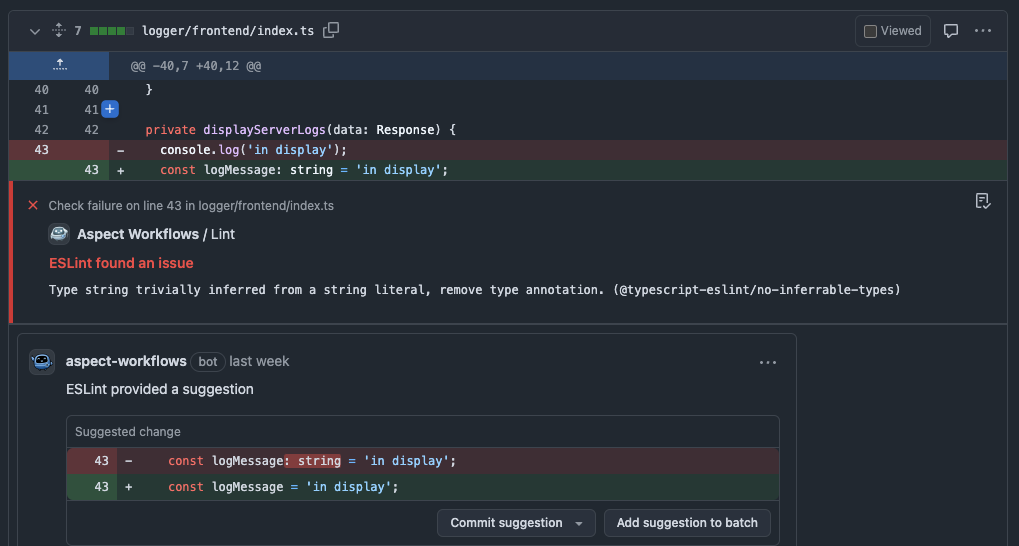 7 logger/frontend/index.ts Viewed
@@ -40,7 +40,12 @@
40 40 }
41 41 +
42 42 private displayServerLogs(data: Response) {
43 - console.log('in display');
43 + const logMessage: string = 'in display';
Check failure on line 43 in logger/frontend/index.ts
Aspect Workflows / Lint
ESLint found an issue
Type string trivially inferred from a string literal, remove type annotation. (@typescript-eslint/no-inferrable-types)
aspect-workflows bot last week
ESLint provided a suggestion
Suggested change
43 - const logMessage: string = 'in display';
43 + const logMessage = 'in display';
Commit suggestion Add suggestion to batch